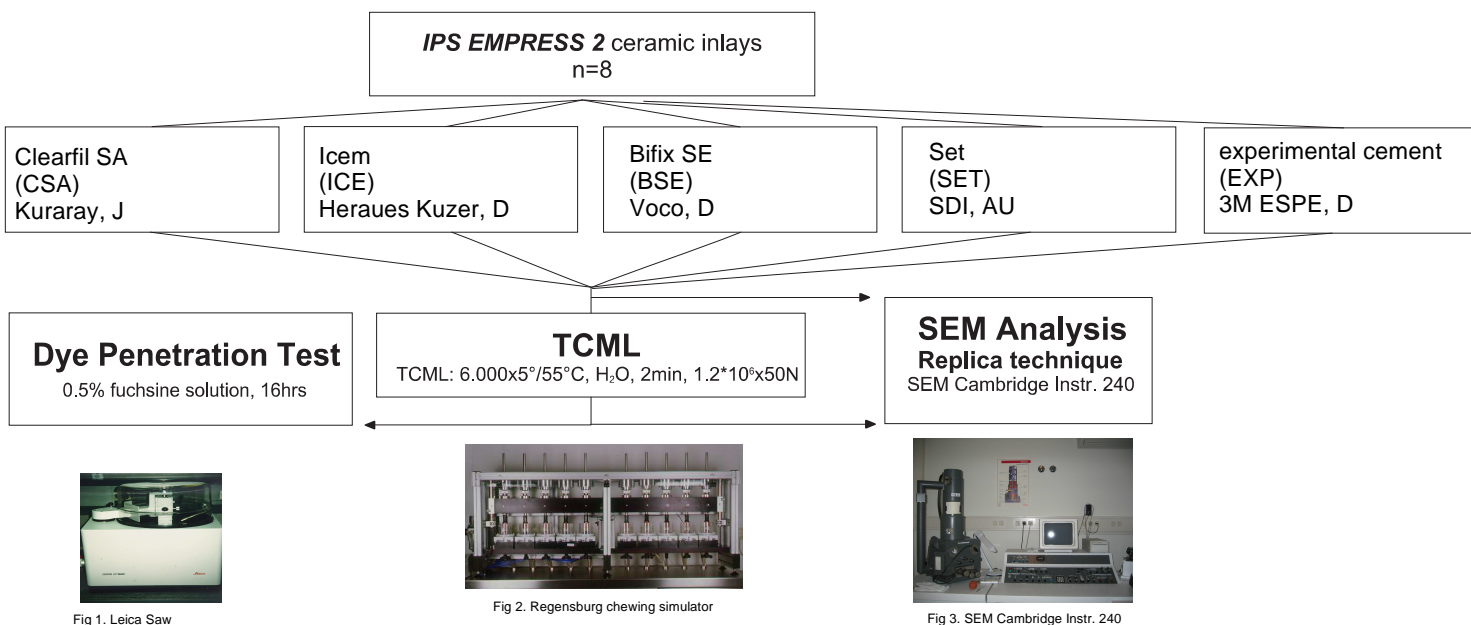 IPS EMPRESS 2 ceramic inlays
n=8
Clearfil SA
(CSA)
Kuraray, J
Icem
(ICE)
Heraues Kuzer, D
Bifix SE
(BSE)
Voco, D
Set
(SET)
SDI, AU
experimental cement
(EXP)
3M ESPE, D
Dye Penetration Test
0.5% fuchsine solution, 16hrs
TCML
TCML: 6.000x5°/55°C, H₂O, 2min, 1.2*10⁶x50N
SEM Analysis
Replica technique
SEM Cambridge Instr. 240
Fig 1. Leica Saw
Fig 2. Regensburg chewing simulator
Fig 3. SEM Cambridge Instr. 240